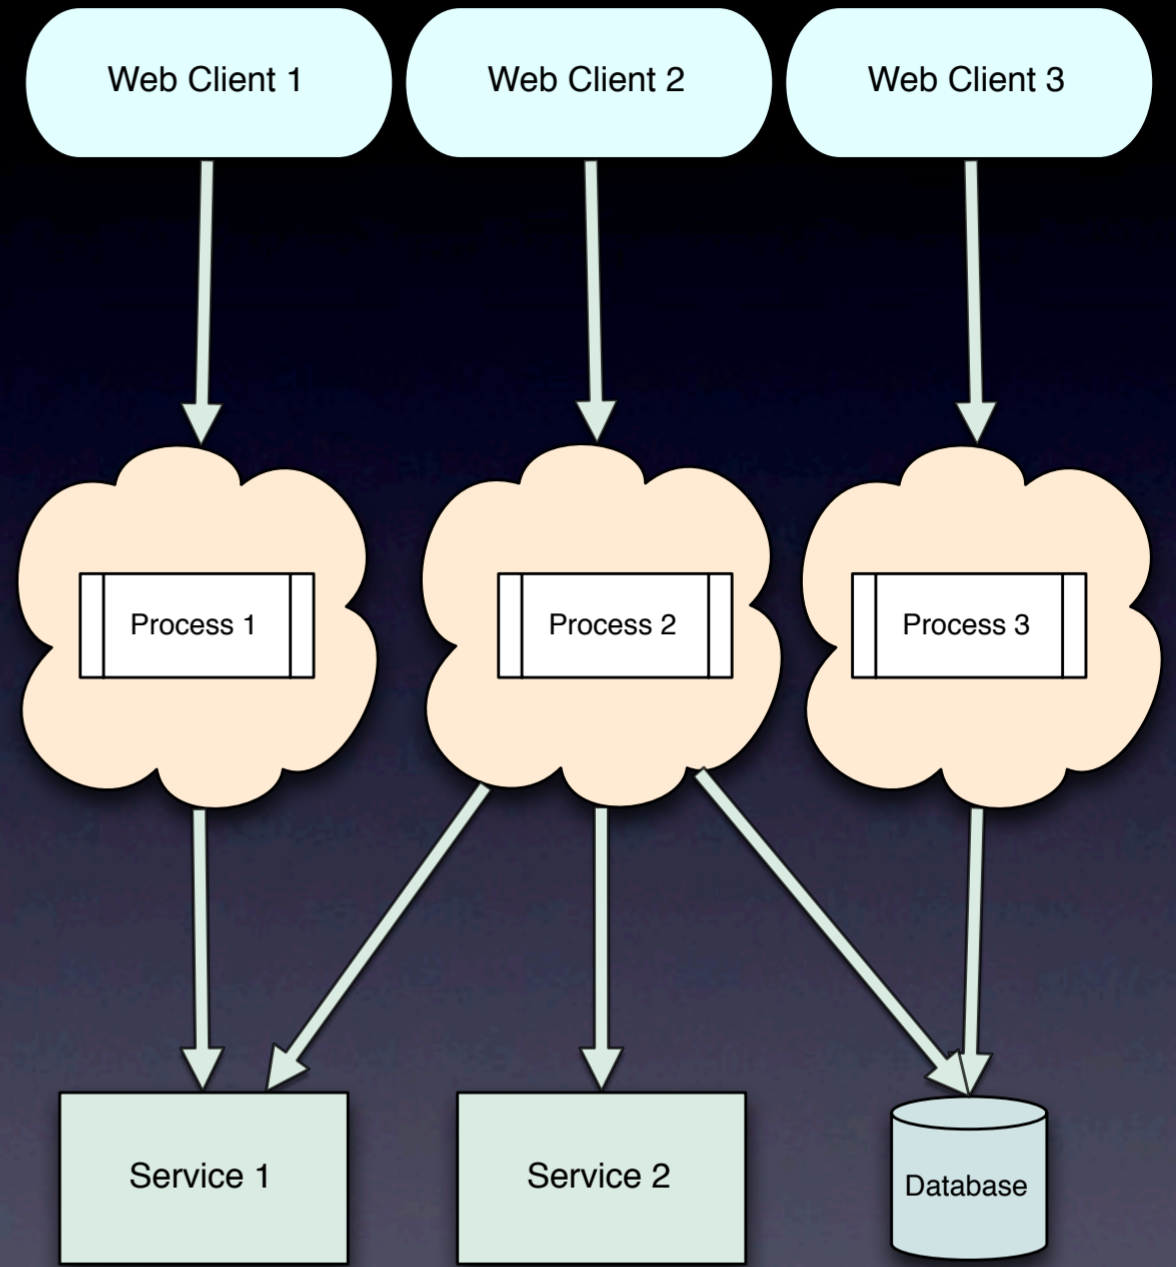 Web Client 1
Web Client 2
Web Client 3
Process 1
Process 2
Process 3
Service 1
Service 2
Database